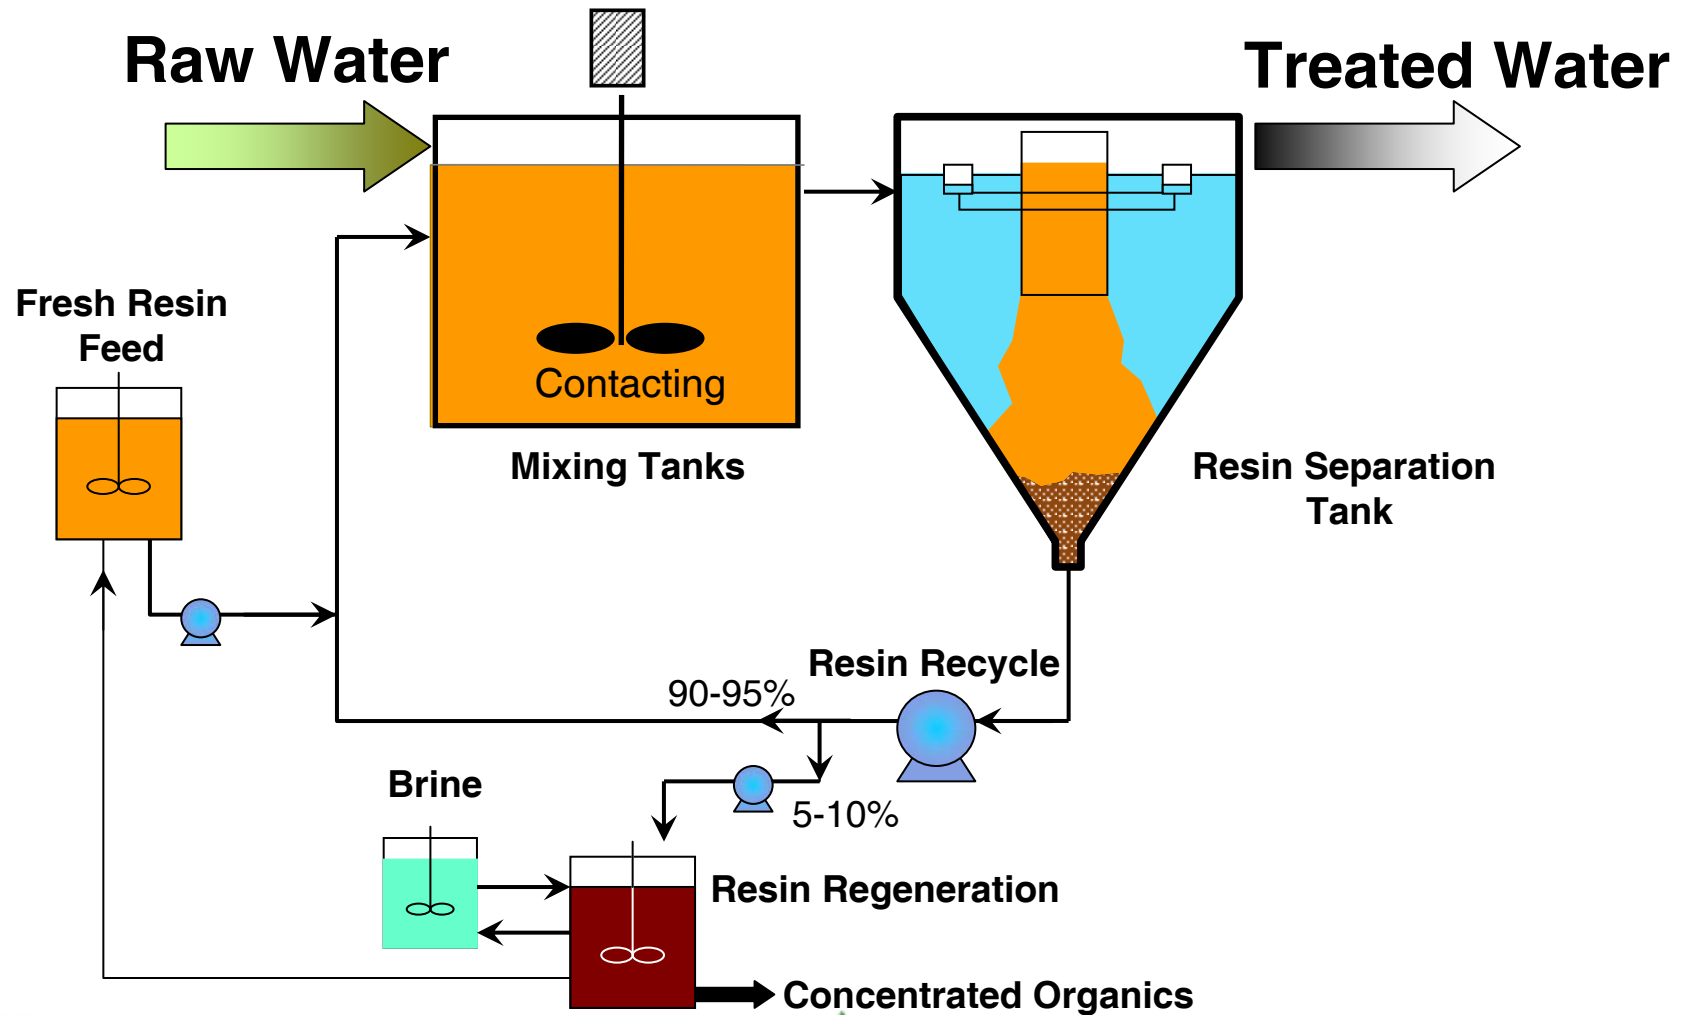 Raw Water
Treated Water
Fresh Resin
Feed
Contacting
Mixing Tanks
Resin Separation
Tank
Resin Recycle
90-95%
Brine
5-10%
Resin Regeneration
Concentrated Organics